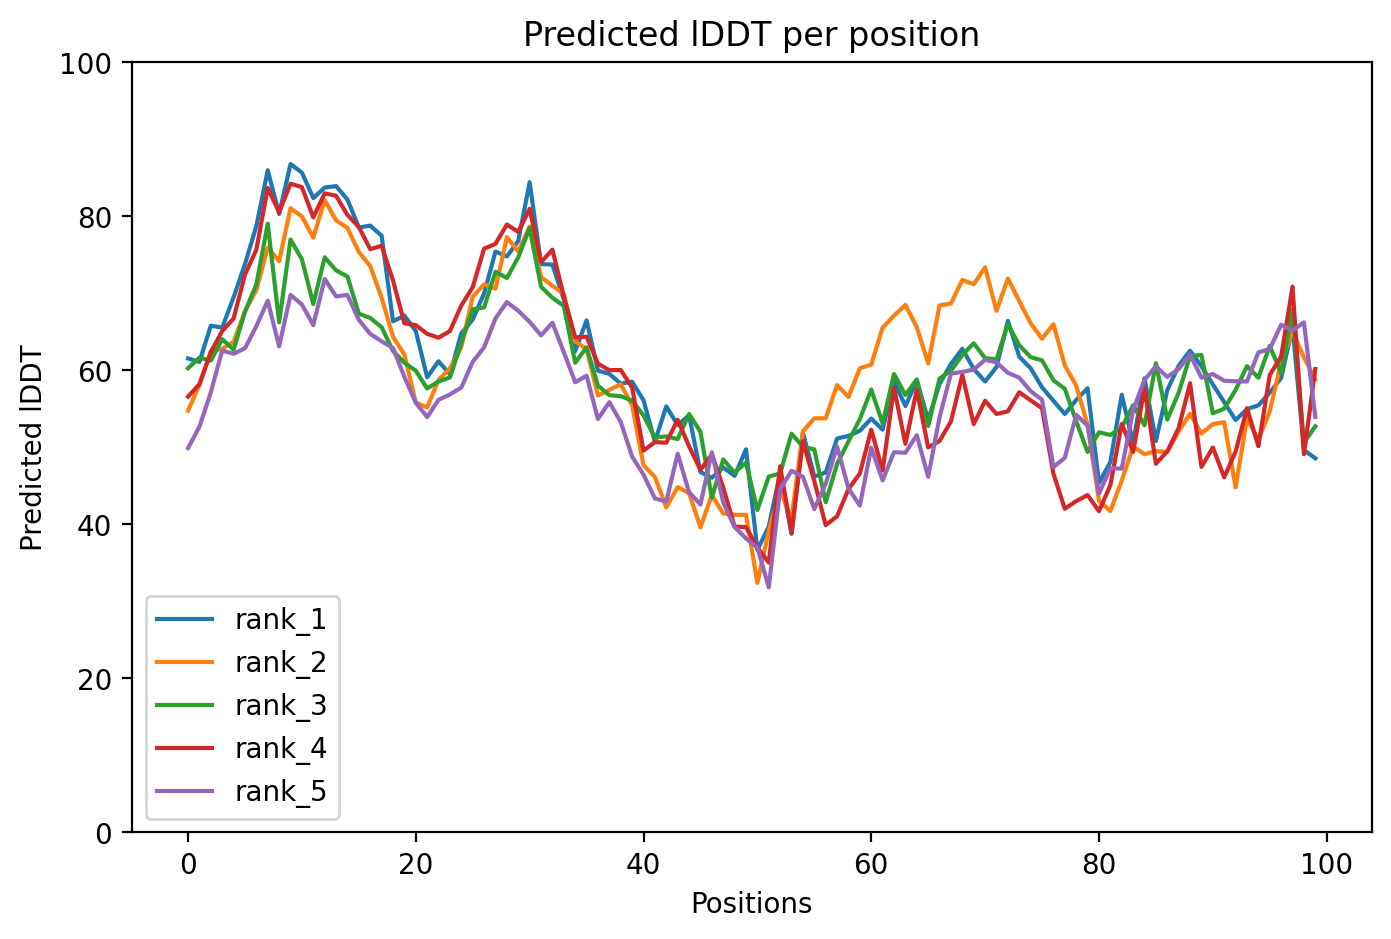 Predicted lDDT per position
100
80
60
40
20
0
Predicted lDDT
rank_1
rank_2
rank_3
rank_4
rank_5
0 20 40 60 80 100
Positions